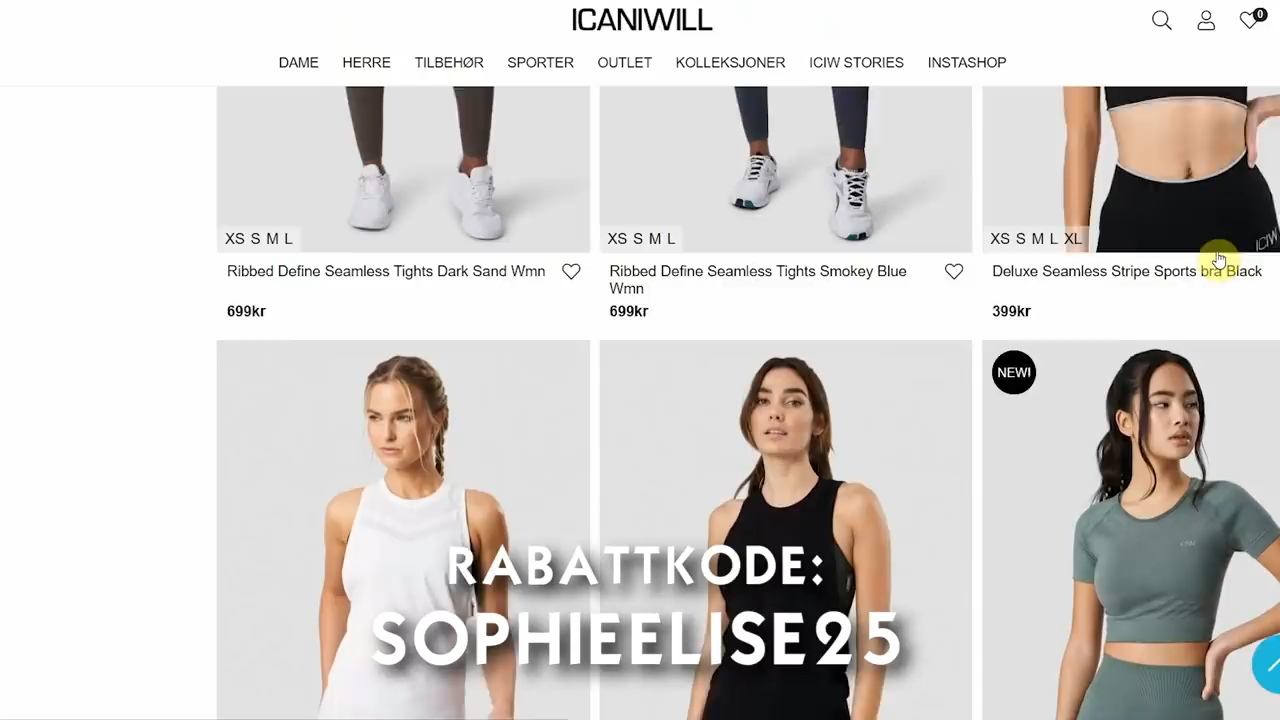 ICANIWILL
0
DAME HERRE TILBEHØR SPORTER OUTLET KOLLEKSJONER ICIW STORIES INSTASHOP
XS S M L
XS S M L
XS S M L XL
ICIW
Ribbed Define Seamless Tights Dark Sand Wmn
699kr
Ribbed Define Seamless Tights Smokey Blue
Wmn
699kr
Deluxe Seamless Stripe Sports bra Black
399kr
NEW!
ICIW
RABATTKODE:
SOPHIEELISE25